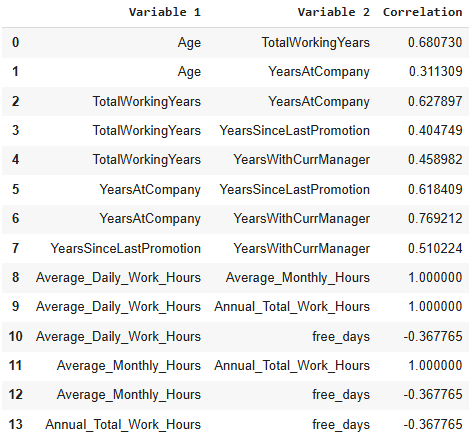 Variable 1 Variable 2 Correlation
0 Age TotalWorkingYears 0.680730
1 Age YearsAtCompany 0.311309
2 TotalWorkingYears YearsAtCompany 0.627897
3 TotalWorkingYears YearsSinceLastPromotion 0.404749
4 TotalWorkingYears YearsWithCurrManager 0.458982
5 YearsAtCompany YearsSinceLastPromotion 0.618409
6 YearsAtCompany YearsWithCurrManager 0.769212
7 YearsSinceLastPromotion YearsWithCurrManager 0.510224
8 Average_Daily_Work_Hours Average_Monthly_Hours 1.000000
9 Average_Daily_Work_Hours Annual_Total_Work_Hours 1.000000
10 Average_Daily_Work_Hours free_days -0.367765
11 Average_Monthly_Hours Annual_Total_Work_Hours 1.000000
12 Average_Monthly_Hours free_days -0.367765
13 Annual_Total_Work_Hours free_days -0.367765